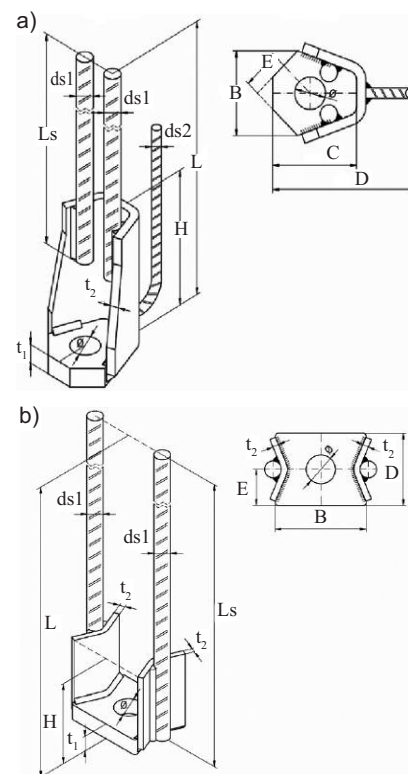 a)
ds1
ds1
Ls
ds2
L
H
t2
t1
ø
E
B
ø
C
D
b)
ds1
ds1
t2
L
Ls
t2
H
ø
t1
t2
ø
t2
E
D
B